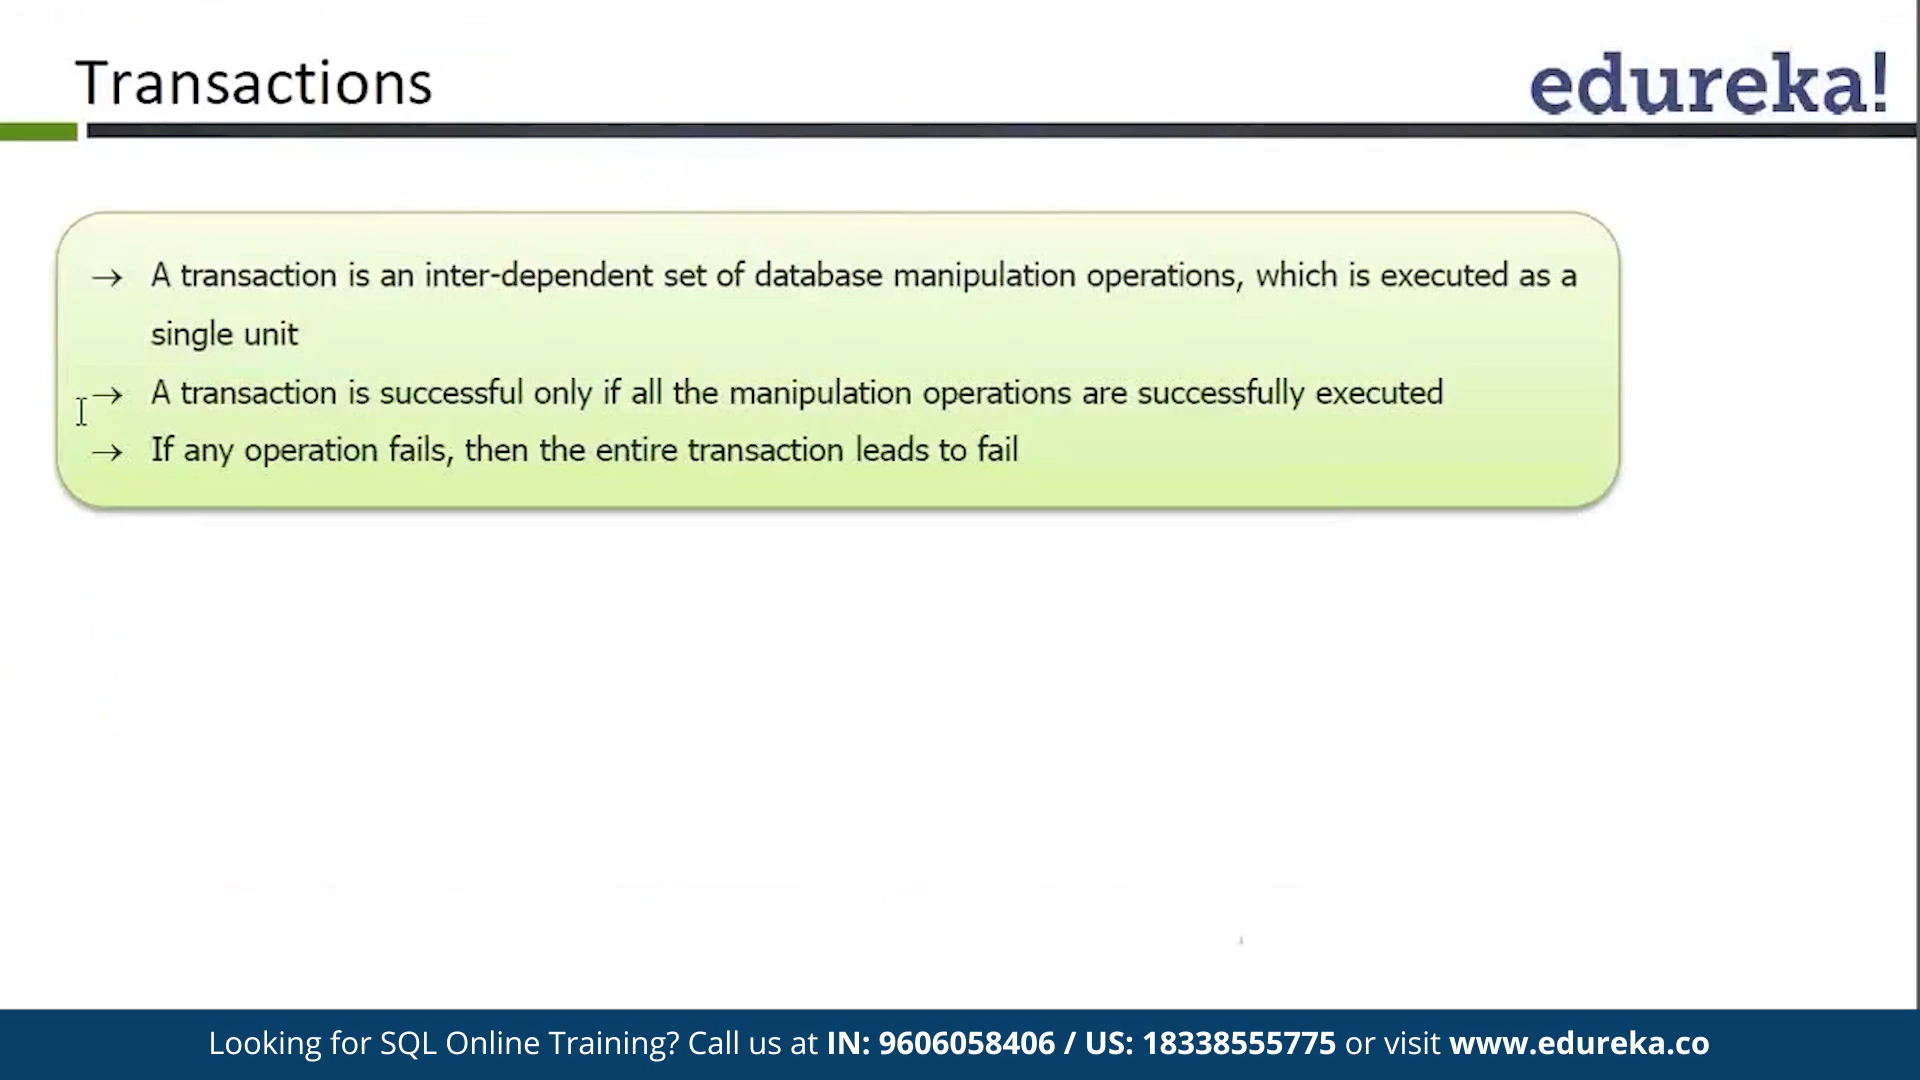 Transactions
edureka!
→ A transaction is an inter-dependent set of database manipulation operations, which is executed as a
single unit
→ A transaction is successful only if all the manipulation operations are successfully executed
→ If any operation fails, then the entire transaction leads to fail
Looking for SQL Online Training? Call us at IN: 9606058406 / US: 18338555775 or visit www.edureka.co